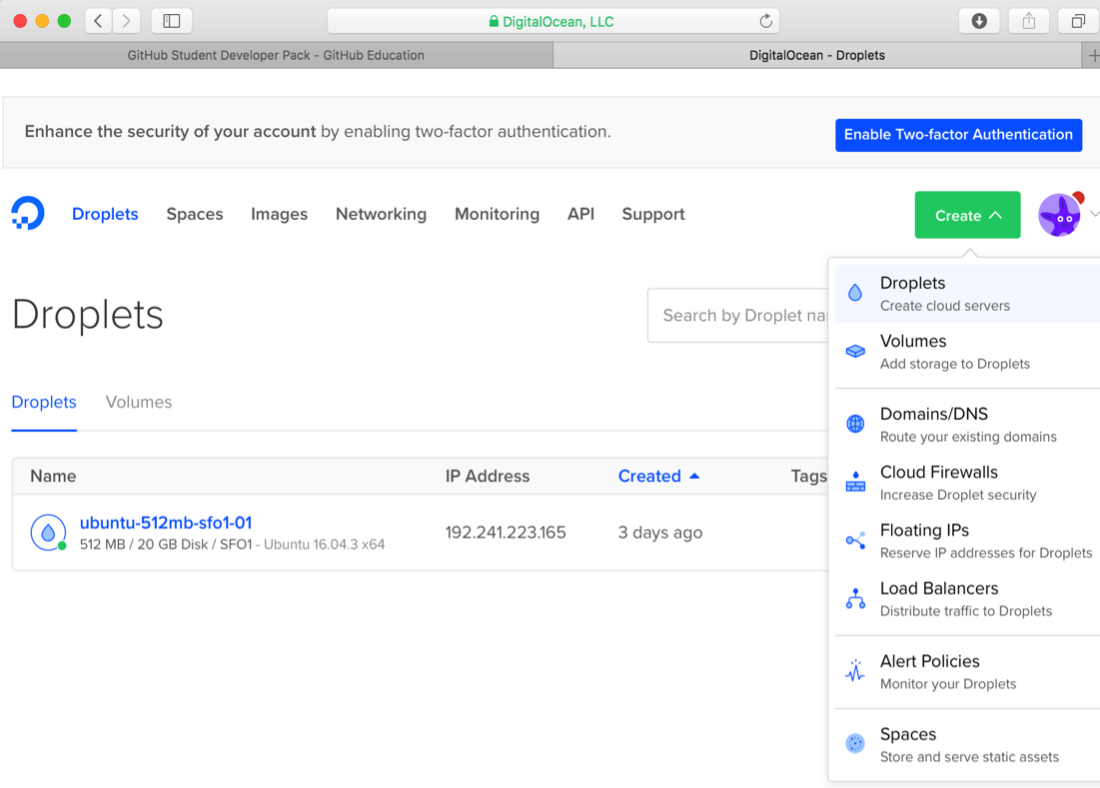 DigitalOcean, LLC
GitHub Student Developer Pack - GitHub Education
DigitalOcean - Droplets
Enhance the security of your account by enabling two-factor authentication.
Enable Two-factor Authentication
Droplets Spaces Images Networking Monitoring API Support
Create
Droplets
Search by Droplet na
Droplets Volumes
Name IP Address Created Tags
ubuntu-512mb-sfo1-01
512 MB / 20 GB Disk / SFO1 - Ubuntu 16.04.3 x64
192.241.223.165
3 days ago
Droplets
Create cloud servers
Volumes
Add storage to Droplets
Domains/DNS
Route your existing domains
Cloud Firewalls
Increase Droplet security
Floating IPs
Reserve IP addresses for Droplets
Load Balancers
Distribute traffic to Droplets
Alert Policies
Monitor your Droplets
Spaces
Store and serve static assets